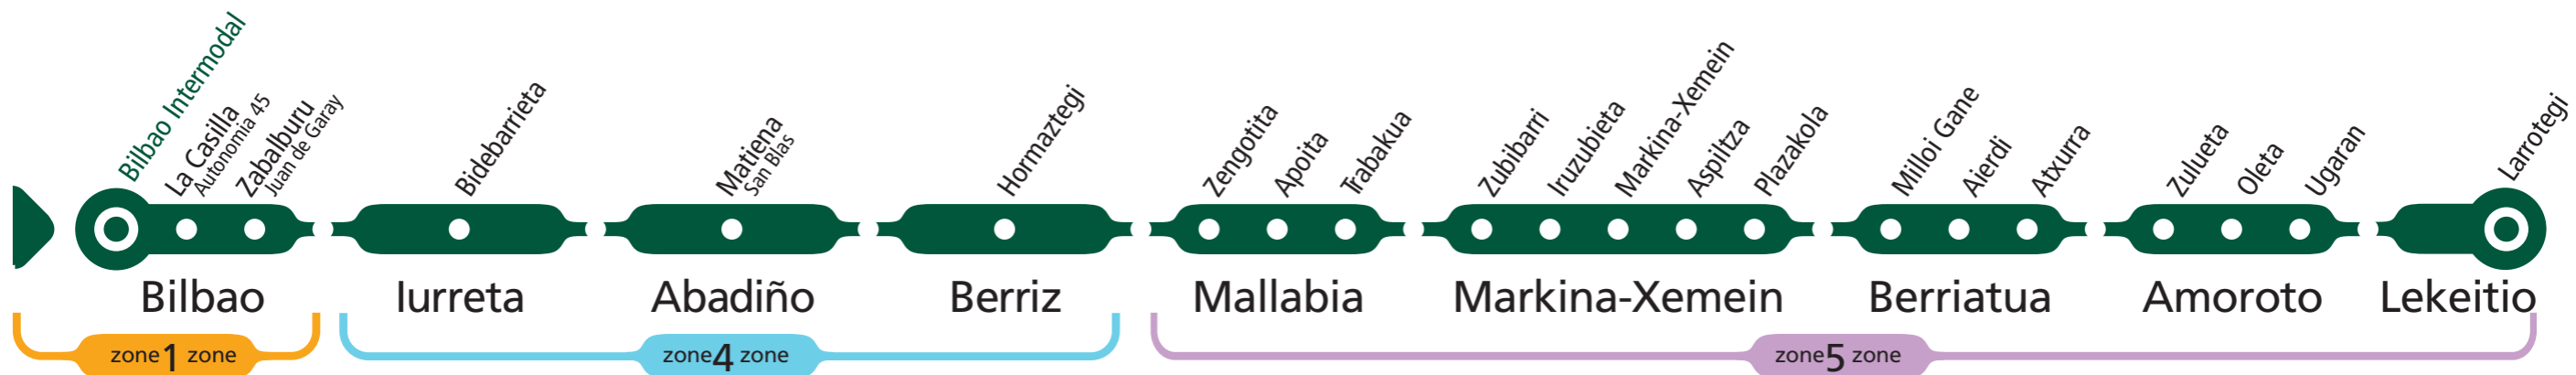 Bilbao Intermodal
La Casilla
Autonomia 45
Zabalburu
Juan de Garay
Bidebarrieta
Matiena
San Blas
Hormaztegi
Zengotita
Apoita
Trabakua
Zubibarri
Iruzubieta
Markina-Xemein
Aspiltza
Plazakola
Milloi Gane
Aierdi
Atxurra
Zulueta
Oleta
Ugaran
Larrotegi
Bilbao
Iurreta
Abadiño
Berriz
Mallabia
Markina-Xemein
Berriatua
Amoroto
Lekeitio
zone 1 zone
zone 4 zone
zone 5 zone